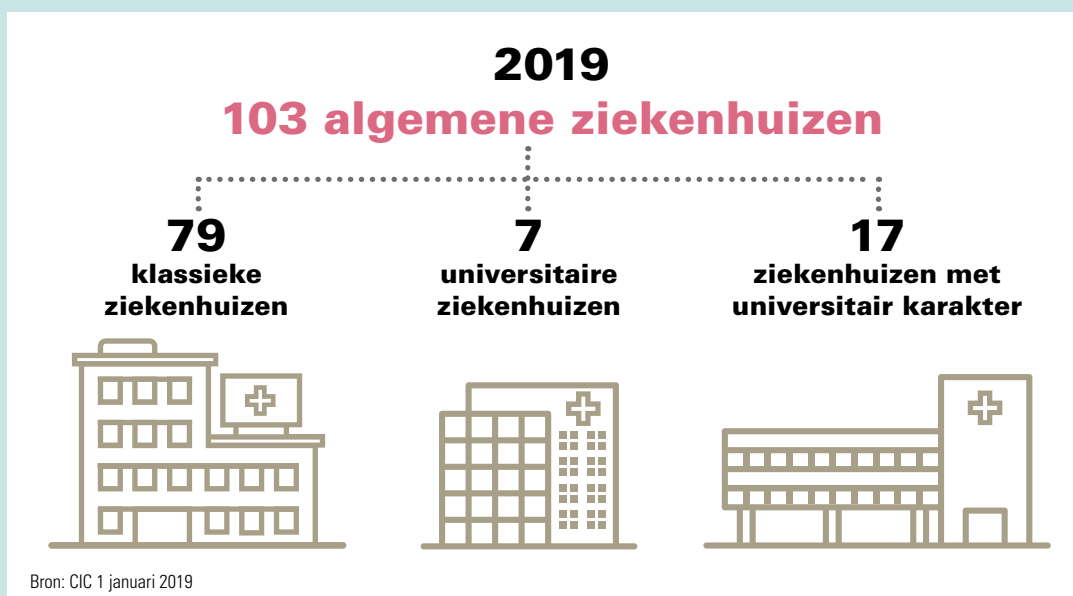 2019
103 algemene ziekenhuizen
79
klassieke
ziekenhuizen
7
universitaire
ziekenhuizen
17
ziekenhuizen met
universitair karakter
Bron: CIC 1 januari 2019